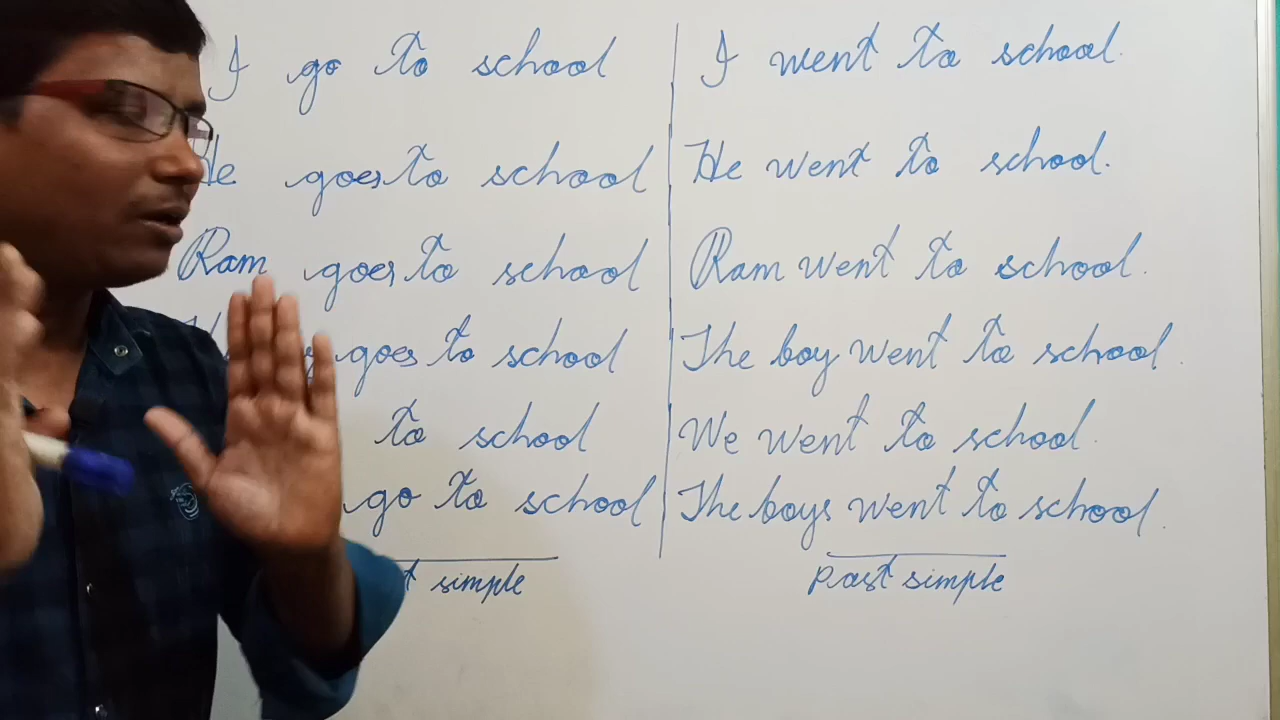 I go to school
He goes to school
Ram goes to school
goes to school
to school
go to school
simple
I went to school.
He went to school.
Ram went to school.
The boy went to school.
We went to school.
The boys went to school.
Past simple